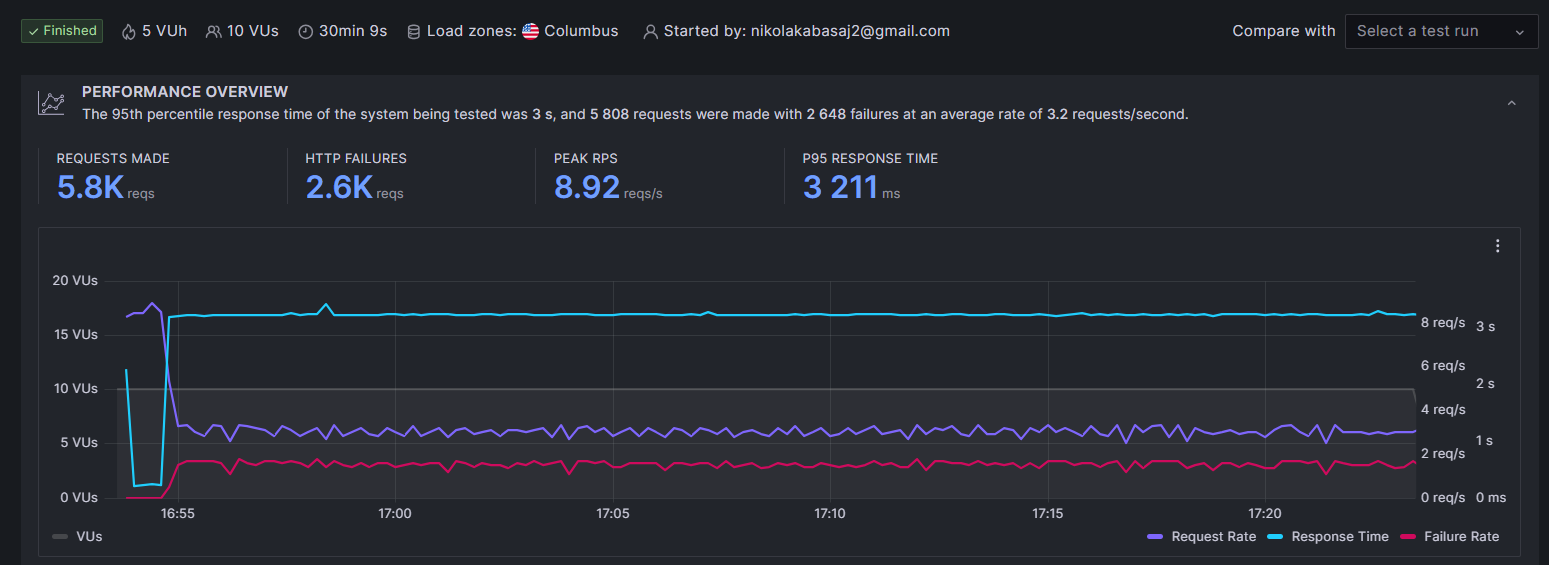 Finished 5 VUh 10 VUs 30min 9s Load zones: Columbus Started by: nikolakabasaj2@gmail.com Compare with Select a test run
PERFORMANCE OVERVIEW
The 95th percentile response time of the system being tested was 3 s, and 5 808 requests were made with 2 648 failures at an average rate of 3.2 requests/second.
REQUESTS MADE HTTP FAILURES PEAK RPS P95 RESPONSE TIME
5.8K reqs 2.6K reqs 8.92 reqs/s 3 211 ms
20 VUs
15 VUs 8 req/s 3 s
6 req/s
10 VUs 2 s
4 req/s
5 VUs 1 s
2 req/s
0 VUs 0 req/s 0 ms
16:55 17:00 17:05 17:10 17:15 17:20
VUs Request Rate Response Time Failure Rate